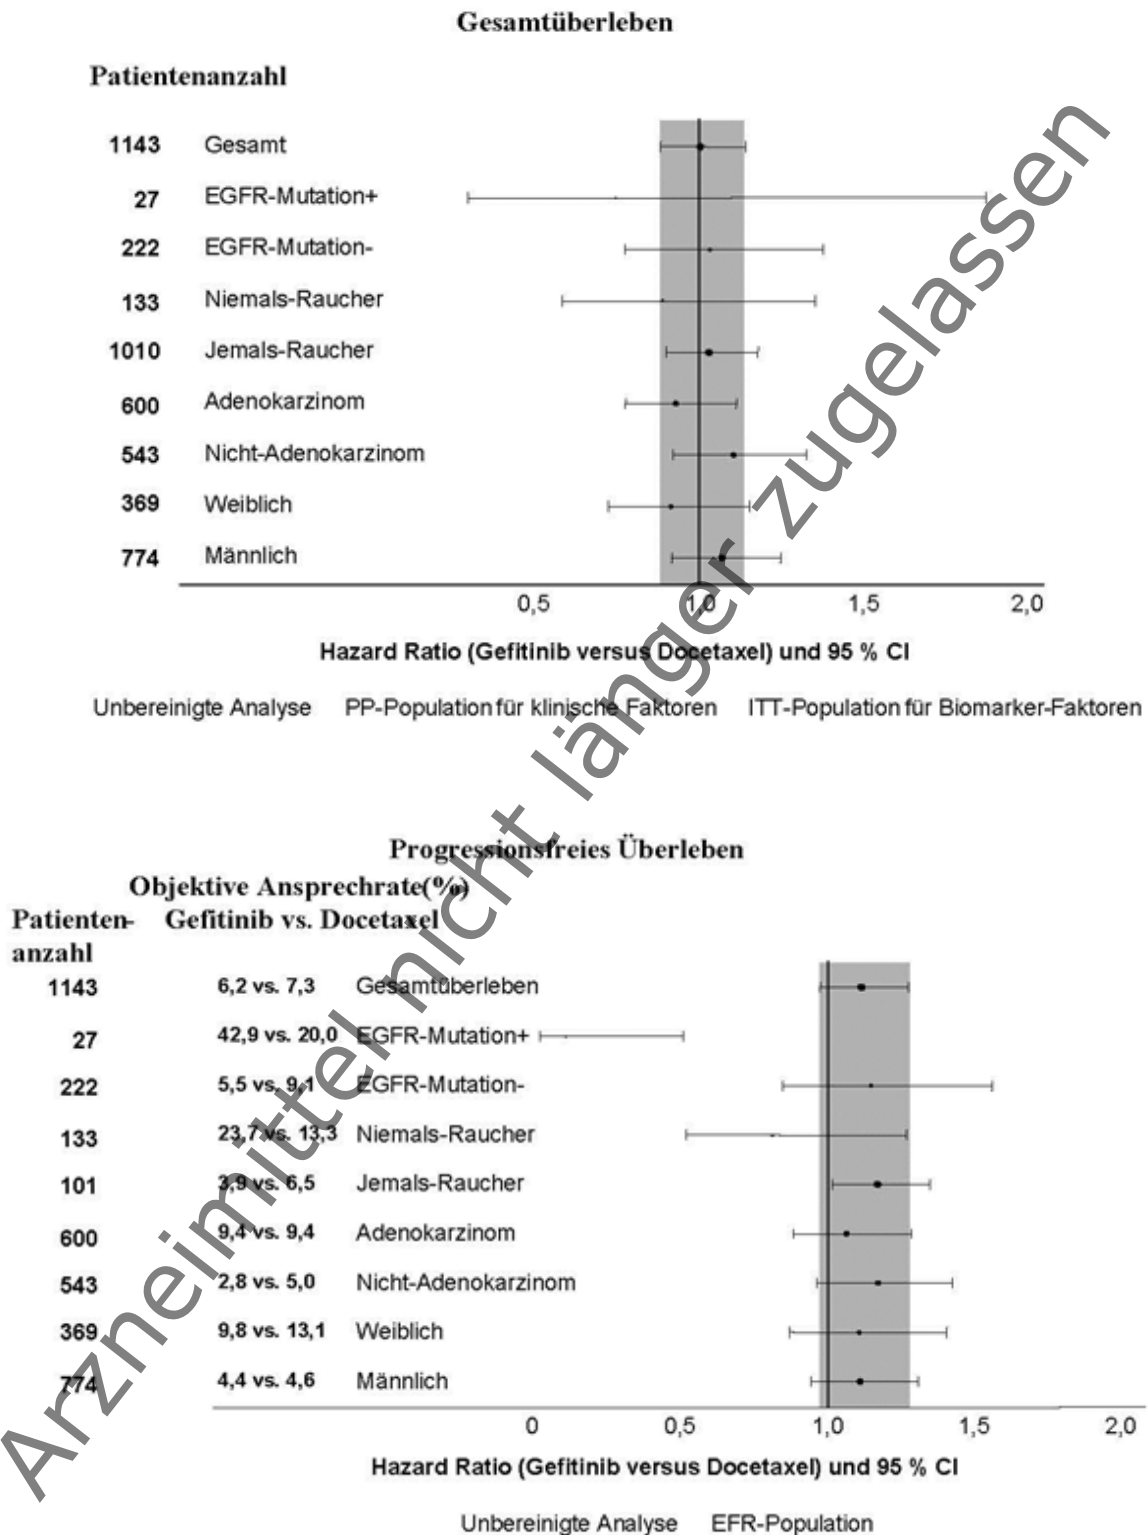 Gesamtüberleben
Patientenanzahl
1143 Gesamt
27 EGFR-Mutation+
222 EGFR-Mutation-
133 Niemals-Raucher
1010 Jemals-Raucher
600 Adenokarzinom
543 Nicht-Adenokarzinom
369 Weiblich
774 Männlich
0,5 1,0 1,5 2,0
Hazard Ratio (Gefitinib versus Docetaxel) und 95 % CI
Unbereinigte Analyse PP-Population für klinische Faktoren ITT-Population für Biomarker-Faktoren
Progressionsfreies Überleben
Objektive Ansprechrate(%)
Patienten- Gefitinib vs. Docetaxel
anzahl
1143 6,2 vs. 7,3 Gesamtüberleben
27 42,9 vs. 20,0 EGFR-Mutation+
222 5,5 vs. 9,1 EGFR-Mutation-
133 23,7 vs. 13,3 Niemals-Raucher
101 3,9 vs. 6,5 Jemals-Raucher
600 9,4 vs. 9,4 Adenokarzinom
543 2,8 vs. 5,0 Nicht-Adenokarzinom
369 9,8 vs. 13,1 Weiblich
774 4,4 vs. 4,6 Männlich
0 0,5 1,0 1,5 2,0
Hazard Ratio (Gefitinib versus Docetaxel) und 95 % CI
Unbereinigte Analyse EFR-Population
Arzneimittel nicht länger zugelassen